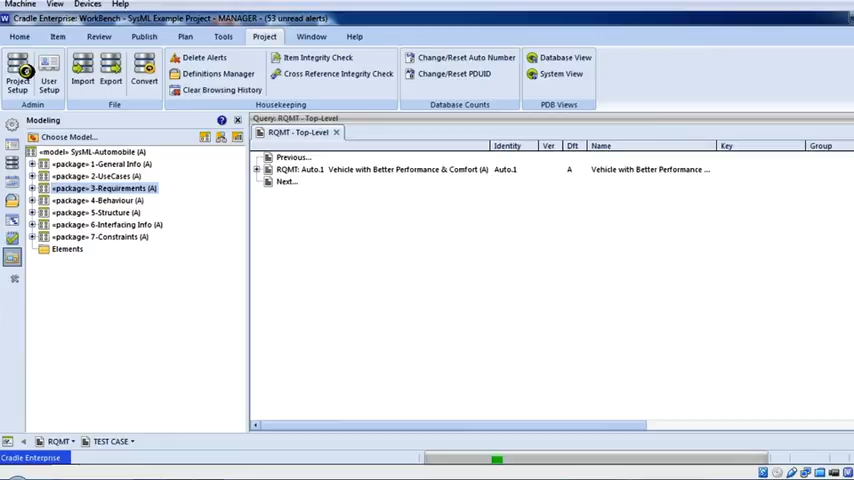 Machine View Devices Help
Cradle Enterprise: WorkBench - SysML Example Project - MANAGER - (53 unread alerts)
Home Item Review Publish Plan Tools Project Window Help
Project Setup
User Setup
Admin
Import
Export
Convert
File
Delete Alerts
Definitions Manager
Clear Browsing History
Item Integrity Check
Cross Reference Integrity Check
Housekeeping
Change/Reset Auto Number
Change/Reset PDUID
Database Counts
Database View
System View
PDB Views
Modeling
Choose Model...
«model» SysML-Automobile (A)
«package» 1-General Info (A)
«package» 2-UseCases (A)
«package» 3-Requirements (A)
«package» 4-Behaviour (A)
«package» 5-Structure (A)
«package» 6-Interfacing Info (A)
«package» 7-Constraints (A)
Elements
Query: RQMT - Top-Level
RQMT - Top-Level
Identity Ver Dft Name Key Group
Previous...
RQMT: Auto.1 Vehicle with Better Performance & Comfort (A) Auto.1 A Vehicle with Better Performance ...
Next...
RQMT TEST CASE
Cradle Enterprise